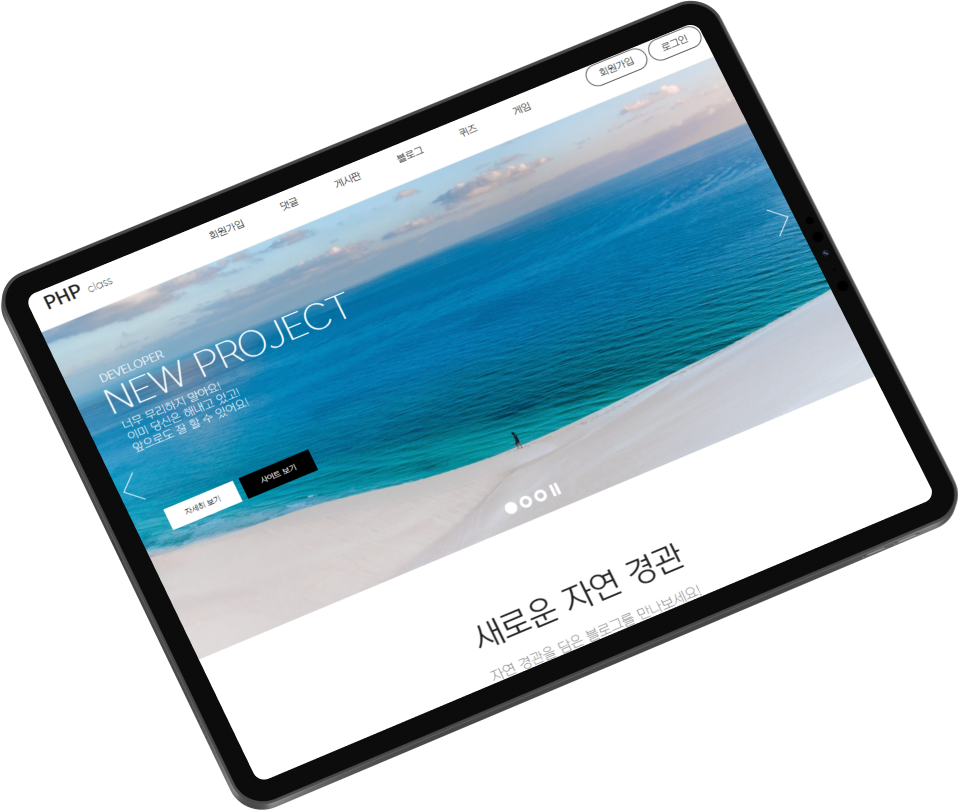 회원가입 로그인
PHP class
회원가입 댓글 게시판 블로그 퀴즈 게임
DEVELOPER
NEW PROJECT
너무 무리하지 말아요!
이미 당신은 해내고 있고!
앞으로도 잘 할 수 있어요!
자세히 보기 사이트 보기
새로운 자연 경관
자연 경관을 담은 블로그를 만나보세요!